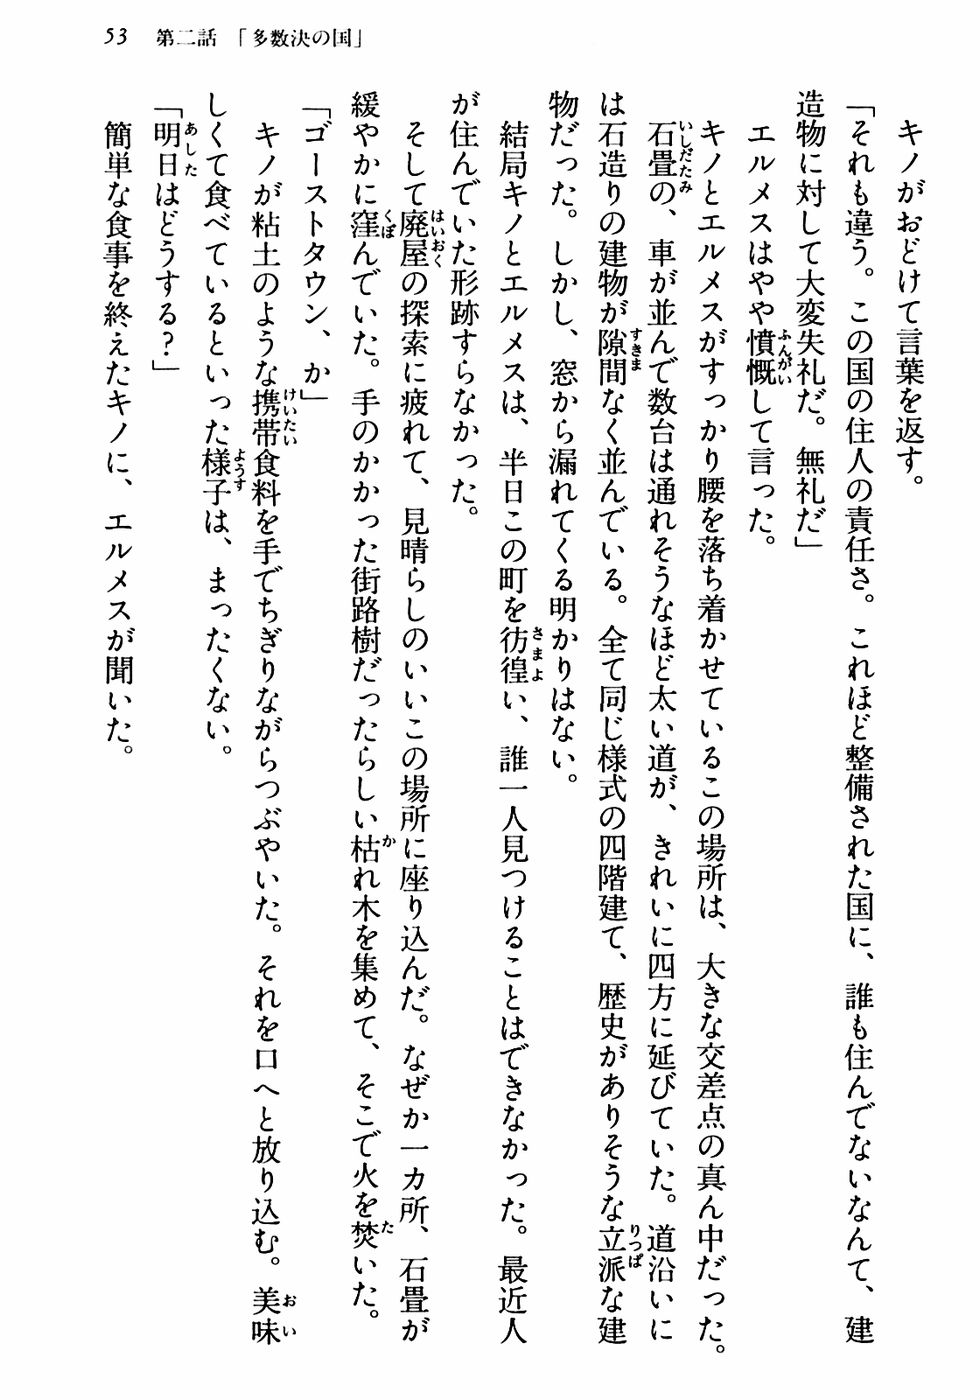 53 第二話 「多数決の国」
キノがおどけて言葉を返す。
「それも違う。この国の住人の責任さ。これほど整備された国に、誰も住んでないなんて、建
造物に対して大変失礼だ。無礼だ」
エルメスはやや憤慨して言った。
キノとエルメスがすっかり腰を落ち着かせているこの場所は、大きな交差点の真ん中だった。
石畳の、車が並んで数台は通れそうなほど太い道が、きれいに四方に延びていた。道沿いに
は石造りの建物が隙間なく並んでいる。全て同じ様式の四階建て、歴史がありそうな立派な建
物だった。しかし、窓から漏れてくる明かりはない。
結局キノとエルメスは、半日この町を彷徨い、誰一人見つけることはできなかった。最近人
が住んでいた形跡すらなかった。
そして廃屋の探索に疲れて、見晴らしのいいこの場所に座り込んだ。なぜか一カ所、石畳が
緩やかに窪んでいた。手のかかった街路樹だったらしい枯れ木を集めて、そこで火を焚いた。
「ゴーストタウン、か」
キノが粘土のような携帯食料を手でちぎりながらつぶやいた。それを口へと放り込む。美味
しくて食べているといった様子は、まったくない。
「明日はどうする?」
簡単な食事を終えたキノに、エルメスが聞いた。